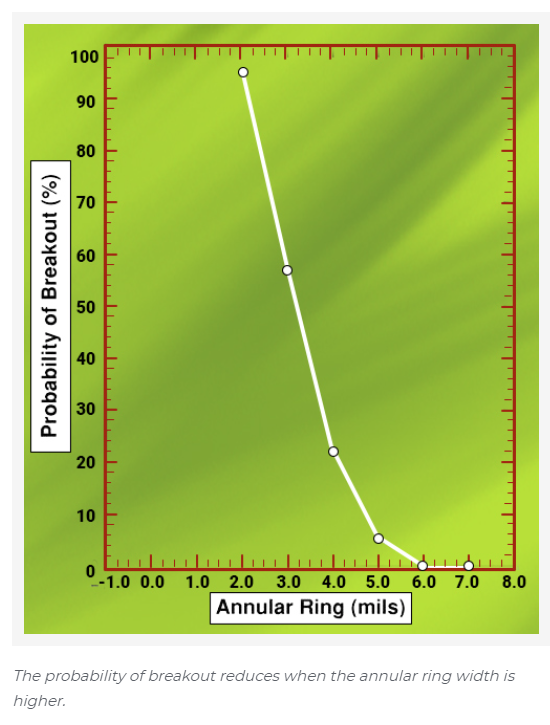 100
90
80
70
60
50
40
30
20
10
0
Probability of Breakout (%)
-1.0 0.0 1.0 2.0 3.0 4.0 5.0 6.0 7.0 8.0
Annular Ring (mils)
The probability of breakout reduces when the annular ring width is
higher.